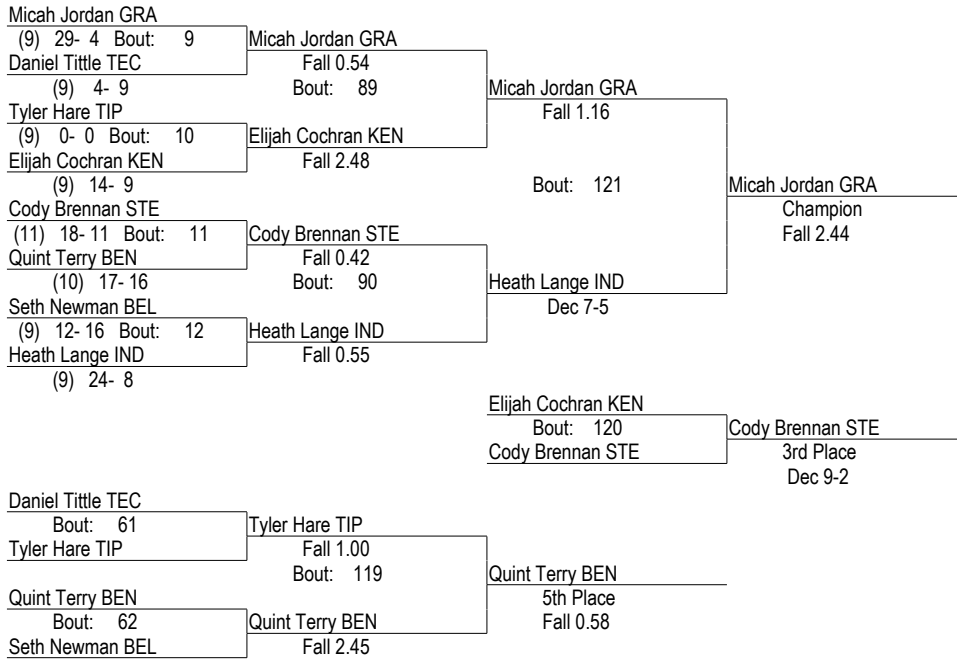 Micah Jordan GRA
(9) 29- 4 Bout: 9
Micah Jordan GRA
Daniel Tittle TEC
Fall 0.54
(9) 4- 9
Bout: 89
Micah Jordan GRA
Tyler Hare TIP
Fall 1.16
(9) 0- 0 Bout: 10
Elijah Cochran KEN
Elijah Cochran KEN
Fall 2.48
(9) 14- 9
Bout: 121
Micah Jordan GRA
Cody Brennan STE
Champion
(11) 18- 11 Bout: 11
Cody Brennan STE
Fall 2.44
Quint Terry BEN
Fall 0.42
(10) 17- 16
Bout: 90
Heath Lange IND
Seth Newman BEL
Dec 7-5
(9) 12- 16 Bout: 12
Heath Lange IND
Heath Lange IND
Fall 0.55
(9) 24- 8
Elijah Cochran KEN
Bout: 120
Cody Brennan STE
Cody Brennan STE
3rd Place
Dec 9-2
Daniel Tittle TEC
Bout: 61
Tyler Hare TIP
Tyler Hare TIP
Fall 1.00
Bout: 119
Quint Terry BEN
Quint Terry BEN
5th Place
Bout: 62
Quint Terry BEN
Fall 0.58
Seth Newman BEL
Fall 2.45